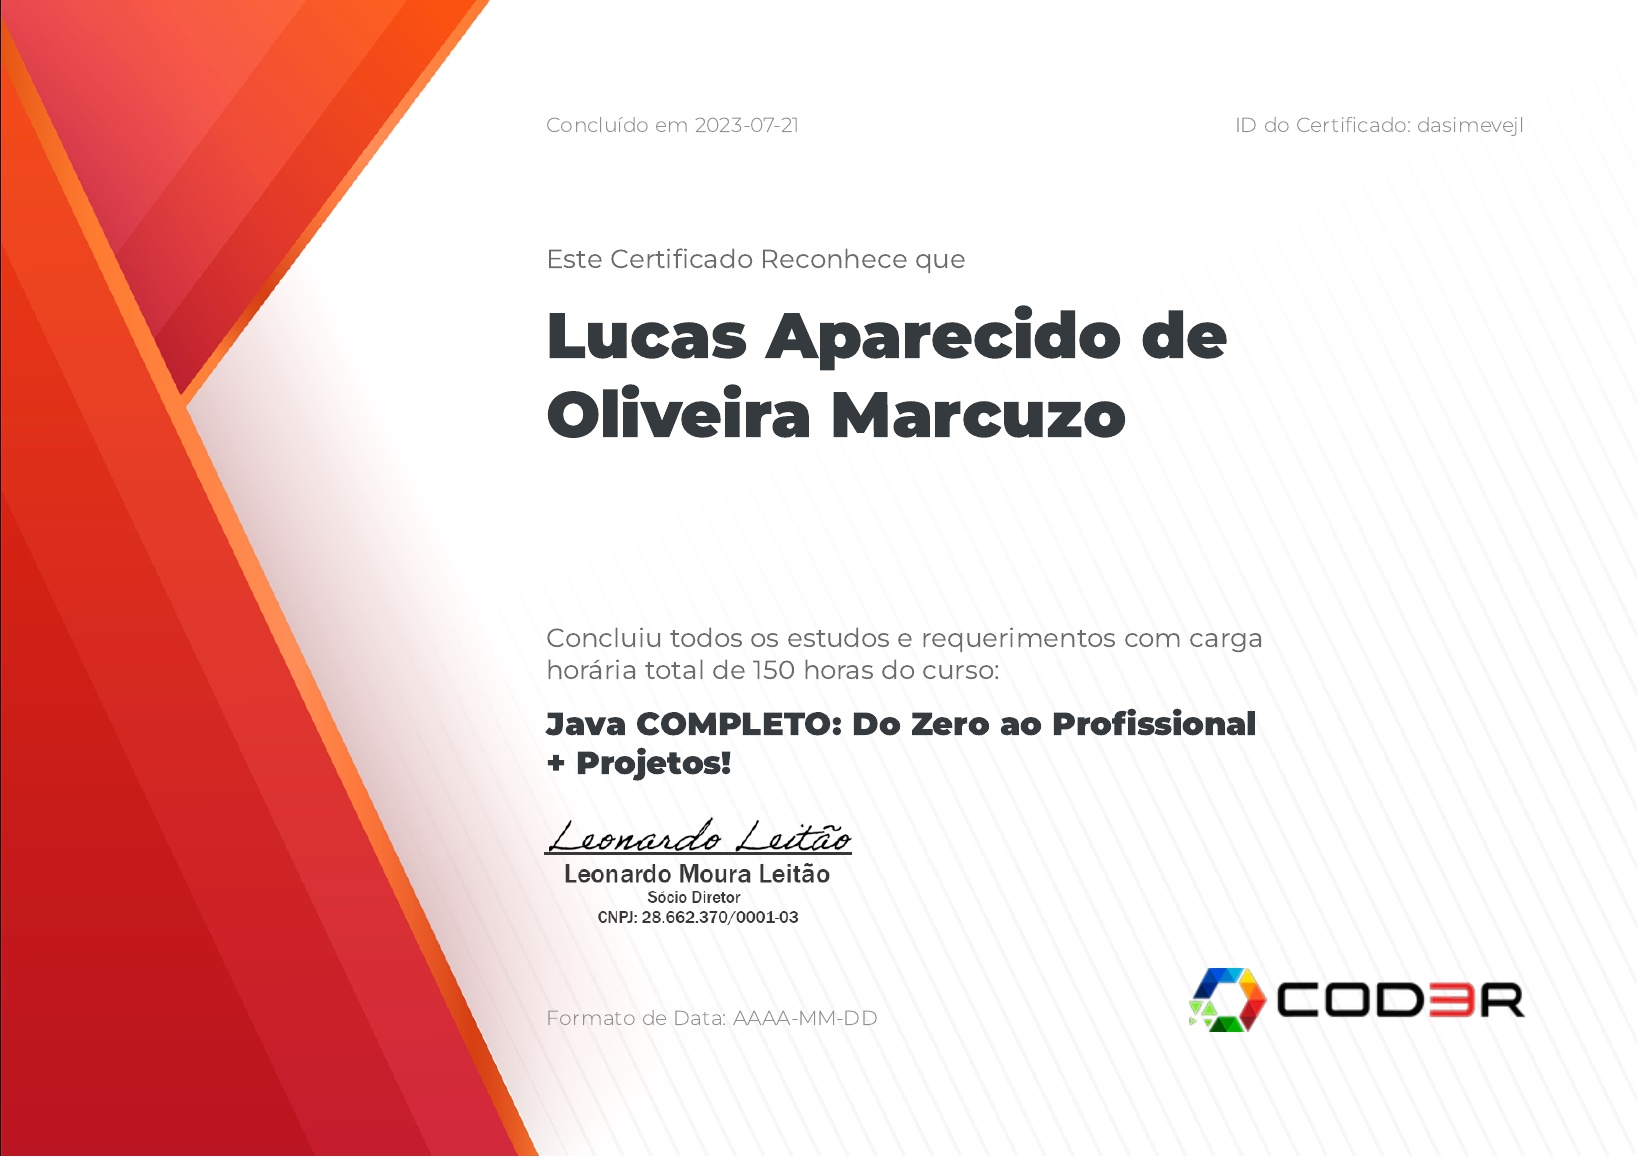 Concluído em 2023-07-21
ID do Certificado: dasimevejl
Este Certificado Reconhece que
Lucas Aparecido de
Oliveira Marcuzo
Concluiu todos os estudos e requerimentos com carga
horária total de 150 horas do curso:
Java COMPLETO: Do Zero ao Profissional
+ Projetos!
Leonardo Leitão
Leonardo Moura Leitão
Sócio Diretor
CNPJ: 28.662.370/0001-03
Formato de Data: AAAA-MM-DD
COD3R